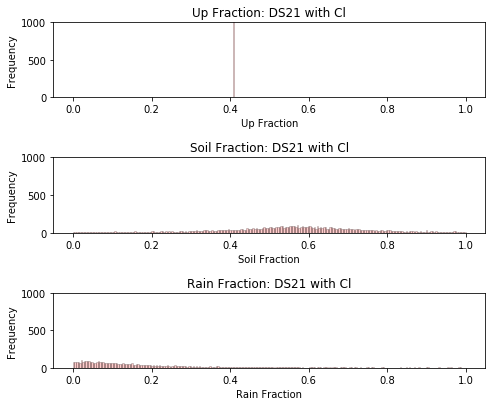 Up Fraction: DS21 with Cl
1000
500
0
Frequency
0.0 0.2 0.4 0.6 0.8 1.0
Up Fraction
Soil Fraction: DS21 with Cl
1000
500
0
Frequency
0.0 0.2 0.4 0.6 0.8 1.0
Soil Fraction
Rain Fraction: DS21 with Cl
1000
500
0
Frequency
0.0 0.2 0.4 0.6 0.8 1.0
Rain Fraction